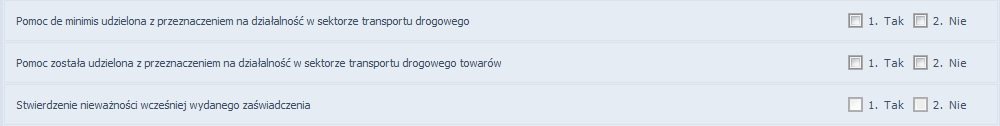 Pomoc de minimis udzielona z przeznaczeniem na działalność w sektorze transportu drogowego 1. Tak 2. Nie
Pomoc została udzielona z przeznaczeniem na działalność w sektorze transportu drogowego towarów 1. Tak 2. Nie
Stwierdzenie nieważności wcześniej wydanego zaświadczenia 1. Tak 2. Nie